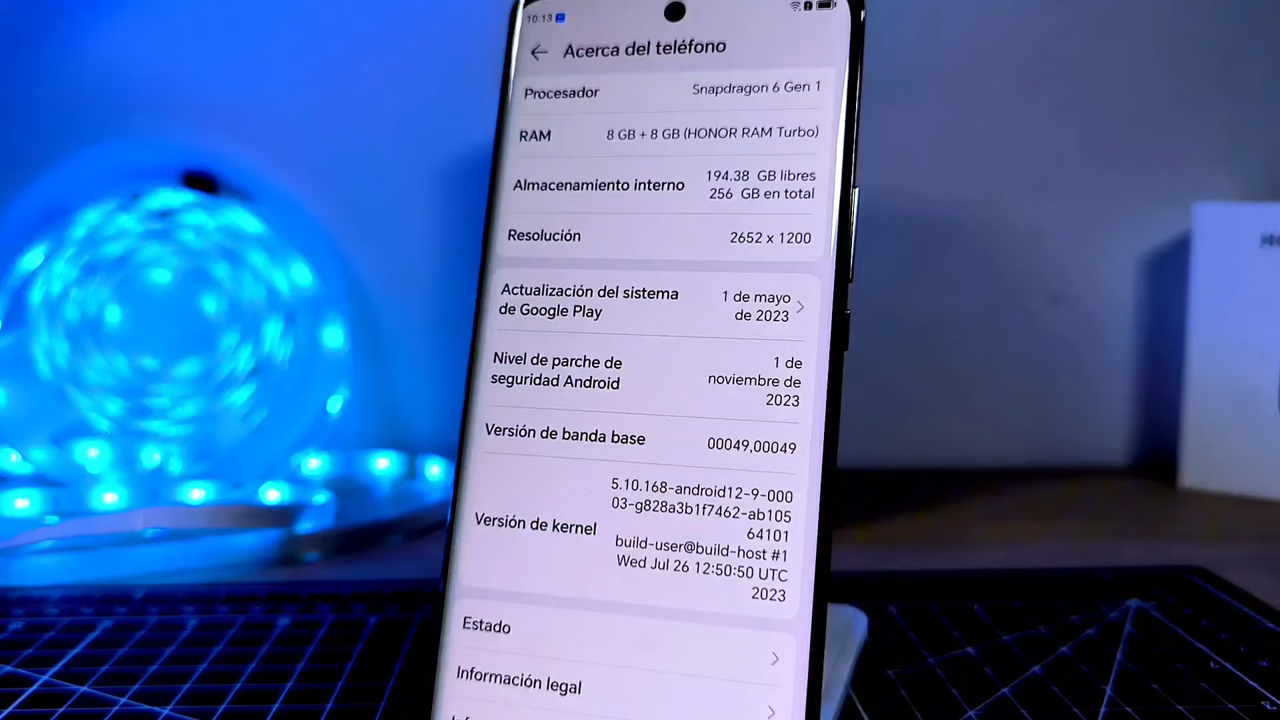 10:13
Acerca del teléfono
Procesador
Snapdragon 6 Gen 1
RAM
8 GB + 8 GB (HONOR RAM Turbo)
Almacenamiento interno
194.38 GB libres
256 GB en total
Resolución
2652 x 1200
Actualización del sistema
de Google Play
1 de mayo
de 2023
Nivel de parche de
seguridad Android
1 de
noviembre de
2023
Versión de banda base
00049,00049
Versión de kernel
5.10.168-android12-9-000
03-g828a3b1f7462-ab105
64101
build-user@build-host #1
Wed Jul 26 12:50:50 UTC
2023
Estado
Información legal